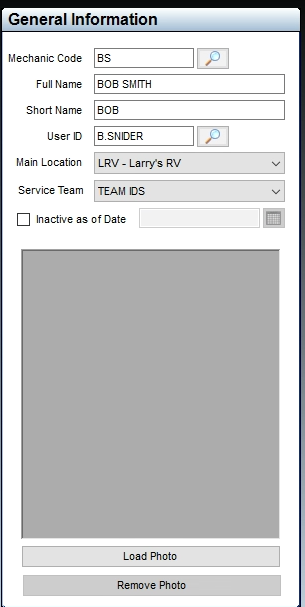 General Information
Mechanic Code BS
Full Name BOB SMITH
Short Name BOB
User ID B.SNIDER
Main Location LRV - Larry's RV
Service Team TEAM IDS
Inactive as of Date
Load Photo
Remove Photo